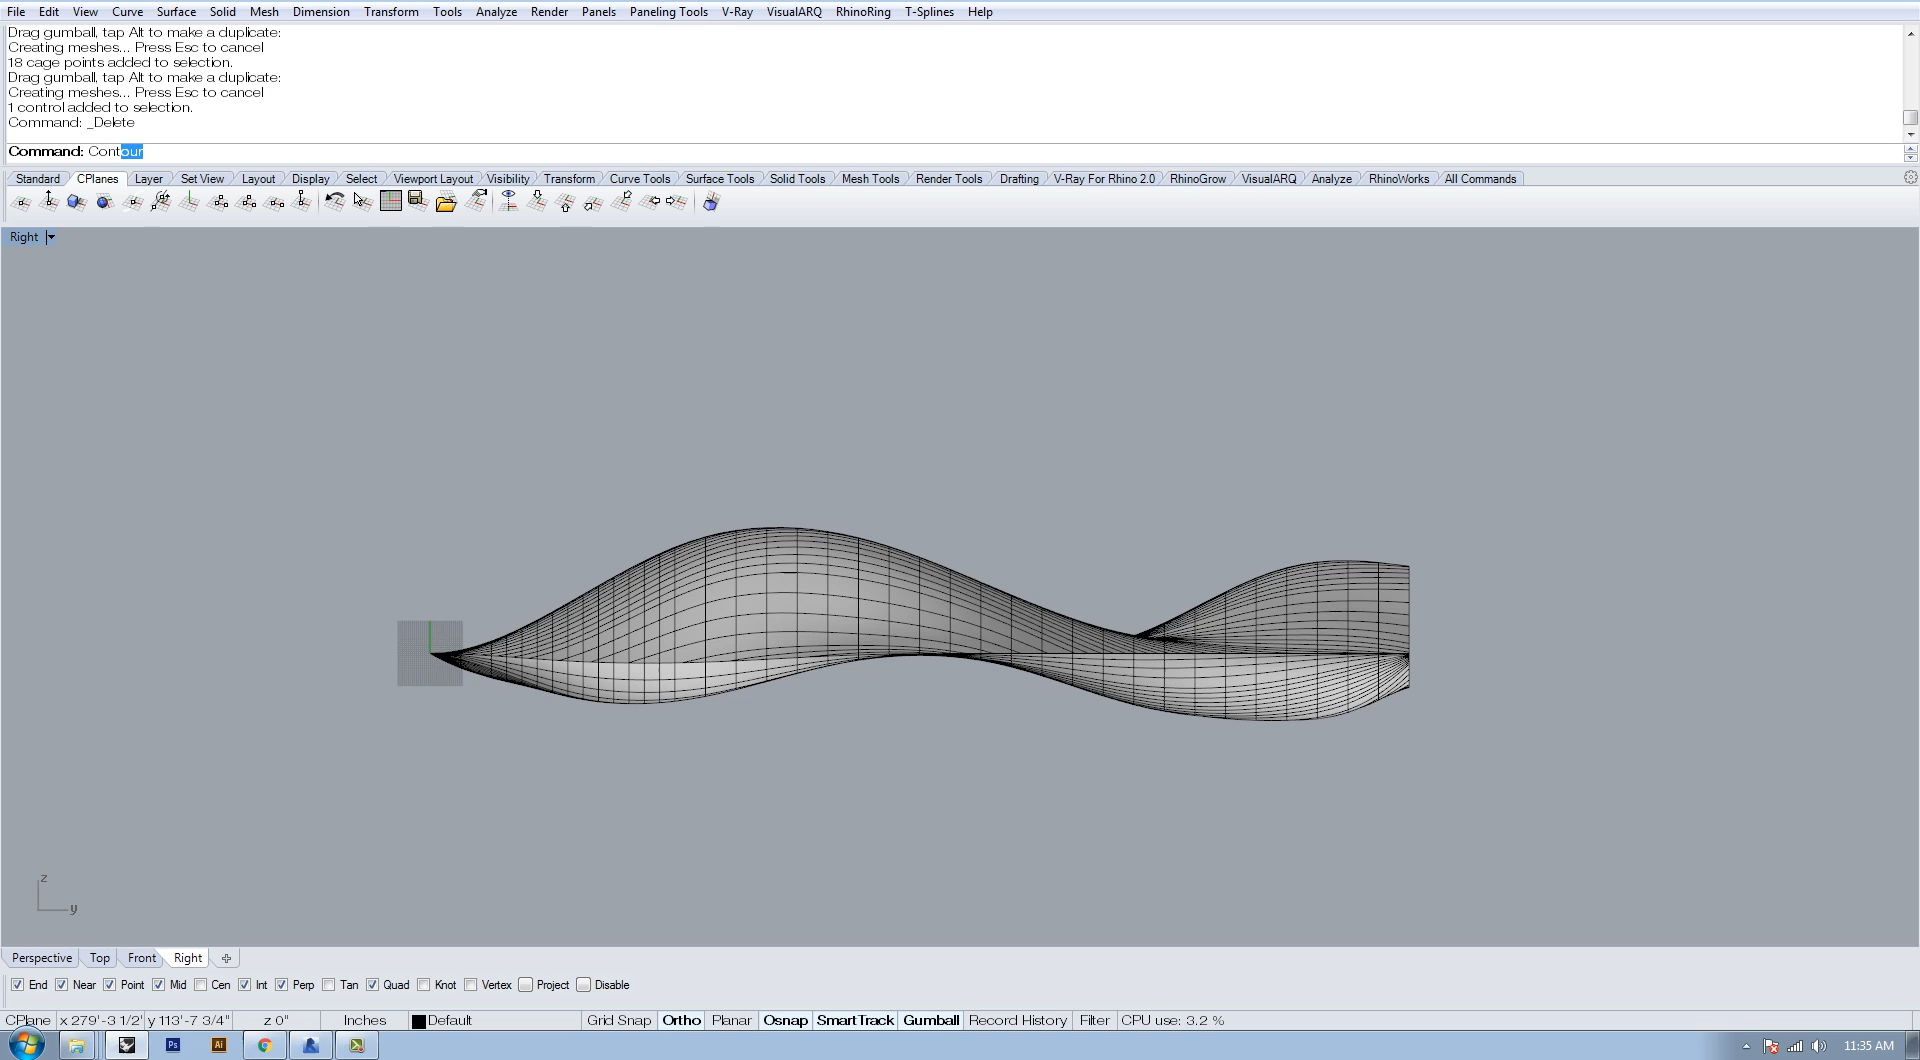 File Edit View Curve Surface Solid Mesh Dimension Transform Tools Analyze Render Panels Paneling Tools V-Ray VisualARQ RhinoRing T-Splines Help
Drag gumball, tap Alt to make a duplicate:
Creating meshes... Press Esc to cancel
18 cage points added to selection.
Drag gumball, tap Alt to make a duplicate:
Creating meshes... Press Esc to cancel
1 control added to selection.
Command: _Delete
Command: Contour
Standard CPlanes Layer Set View Layout Display Select Viewport Layout Visibility Transform Curve Tools Surface Tools Solid Tools Mesh Tools Render Tools Drafting V-Ray For Rhino 2.0 RhinoGrow VisualARQ Analyze RhinoWorks All Commands
Right
z
y
Perspective Top Front Right
End Near Point Mid Cen Int Perp Tan Quad Knot Vertex Project Disable
CPlane x 279'-3 1/2' y 113'-7 3/4" z 0" Inches Default Grid Snap Ortho Planar Osnap SmartTrack Gumball Record History Filter CPU use: 3.2 %
Ps Ai 11:35 AM